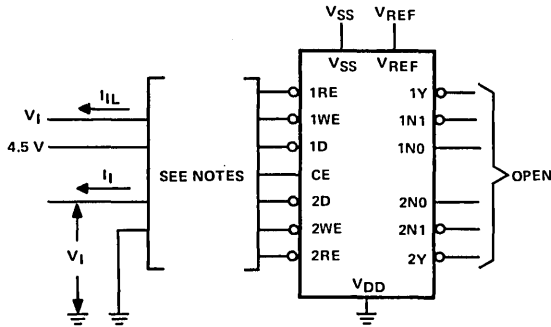 VSS VREF
VSS VREF
IIL
VI
4.5 V
II
VI
SEE NOTES
1RE 1Y
1WE 1N1
1D 1N0
CE
2D 2N0
2WE 2N1
2RE 2Y
OPEN
VDD